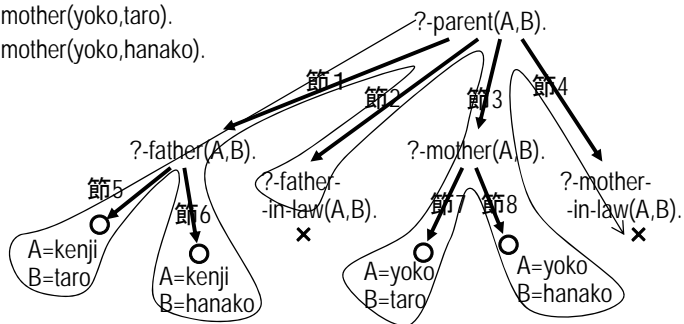 mother(yoko,taro).
mother(yoko,hanako).
?-parent(A,B).
節1
節2
節3
節4
?-father(A,B).
?-father-
-in-law(A,B).
?-mother(A,B).
?-mother-
-in-law(A,B).
節5
節6
節7
節8
A=kenji
B=taro
A=kenji
B=hanako
A=yoko
B=taro
A=yoko
B=hanako